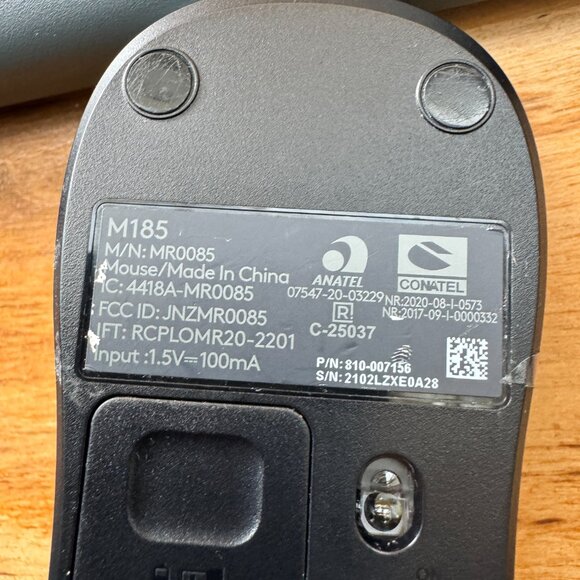 M185
M/N: MR0085
Mouse/Made In China
IC: 4418A-MR0085
FCC ID: JNZMR0085
IFT: RCPLOMR20-2201
Input :1.5V⎓100mA
ANATEL
07547-20-03229
R
C-25037
CONATEL
NR:2020-08-I-0573
NR:2017-09-I-0000332
P/N: 810-007156
S/N: 2102LZXE0A28